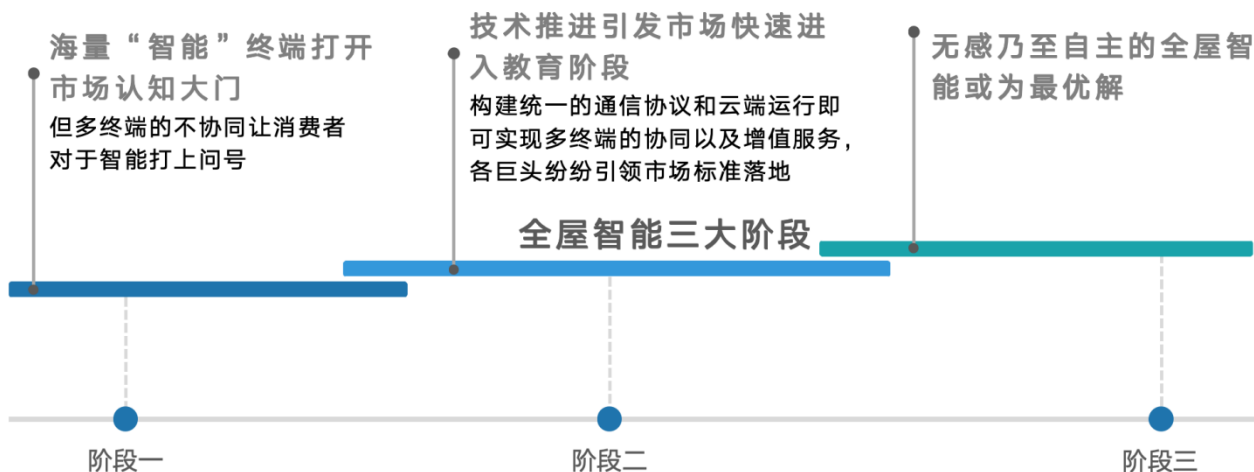 海量“智能”终端打开
市场认知大门
但多终端的不协同让消费者
对于智能打上问号
技术推进引发市场快速进
入教育阶段
构建统一的通信协议和云端运行即
可实现多终端的协同以及增值服务，
各巨头纷纷引领市场标准落地
无感乃至自主的全屋智
能或为最优解
全屋智能三大阶段
阶段一
阶段二
阶段三